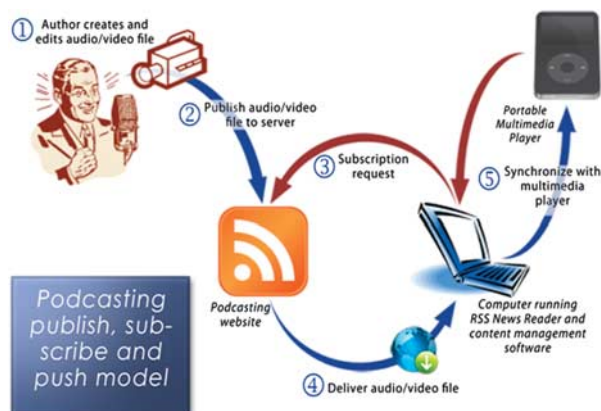 ① Author creates and
edits audio/video file
② Publish audio/video
file to server
③ Subscription
request
Portable
Multimedia
Player
⑤ Synchronize with
multimedia
player
Podcasting
website
Computer running
RSS News Reader and
content management
software
④ Deliver audio/video file
Podcasting
publish, sub-
scribe and
push model